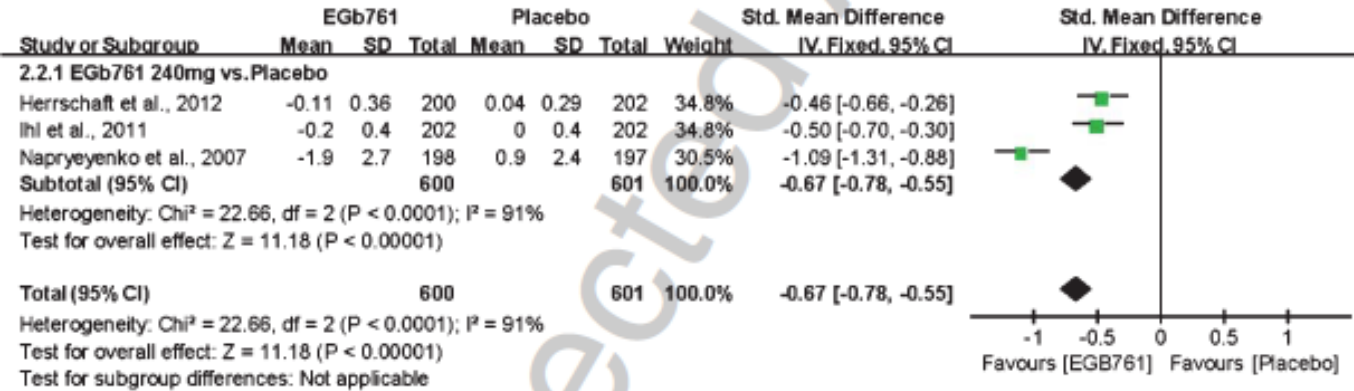 EGb761 Placebo Std. Mean Difference Std. Mean Difference
Study or Subgroup Mean SD Total Mean SD Total Weight IV, Fixed, 95% CI IV, Fixed, 95% CI
2.2.1 EGb761 240mg vs.Placebo
Herrschaft et al., 2012 -0.11 0.36 200 0.04 0.29 202 34.8% -0.46 [-0.66, -0.26]
Ihl et al., 2011 -0.2 0.4 202 0 0.4 202 34.8% -0.50 [-0.70, -0.30]
Napryeyenko et al., 2007 -1.9 2.7 198 0.9 2.4 197 30.5% -1.09 [-1.31, -0.88]
Subtotal (95% CI) 600 601 100.0% -0.67 [-0.78, -0.55]
Heterogeneity: Chi² = 22.66, df = 2 (P < 0.0001); I² = 91%
Test for overall effect: Z = 11.18 (P < 0.00001)
Total (95% CI) 600 601 100.0% -0.67 [-0.78, -0.55]
Heterogeneity: Chi² = 22.66, df = 2 (P < 0.0001); I² = 91%
Test for overall effect: Z = 11.18 (P < 0.00001)
Test for subgroup differences: Not applicable
-1 -0.5 0 0.5 1
Favours [EGB761] Favours [Placebo]
ected